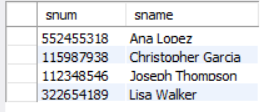 snum sname
552455318 Ana Lopez
115987938 Christopher Garcia
112348546 Joseph Thompson
322654189 Lisa Walker